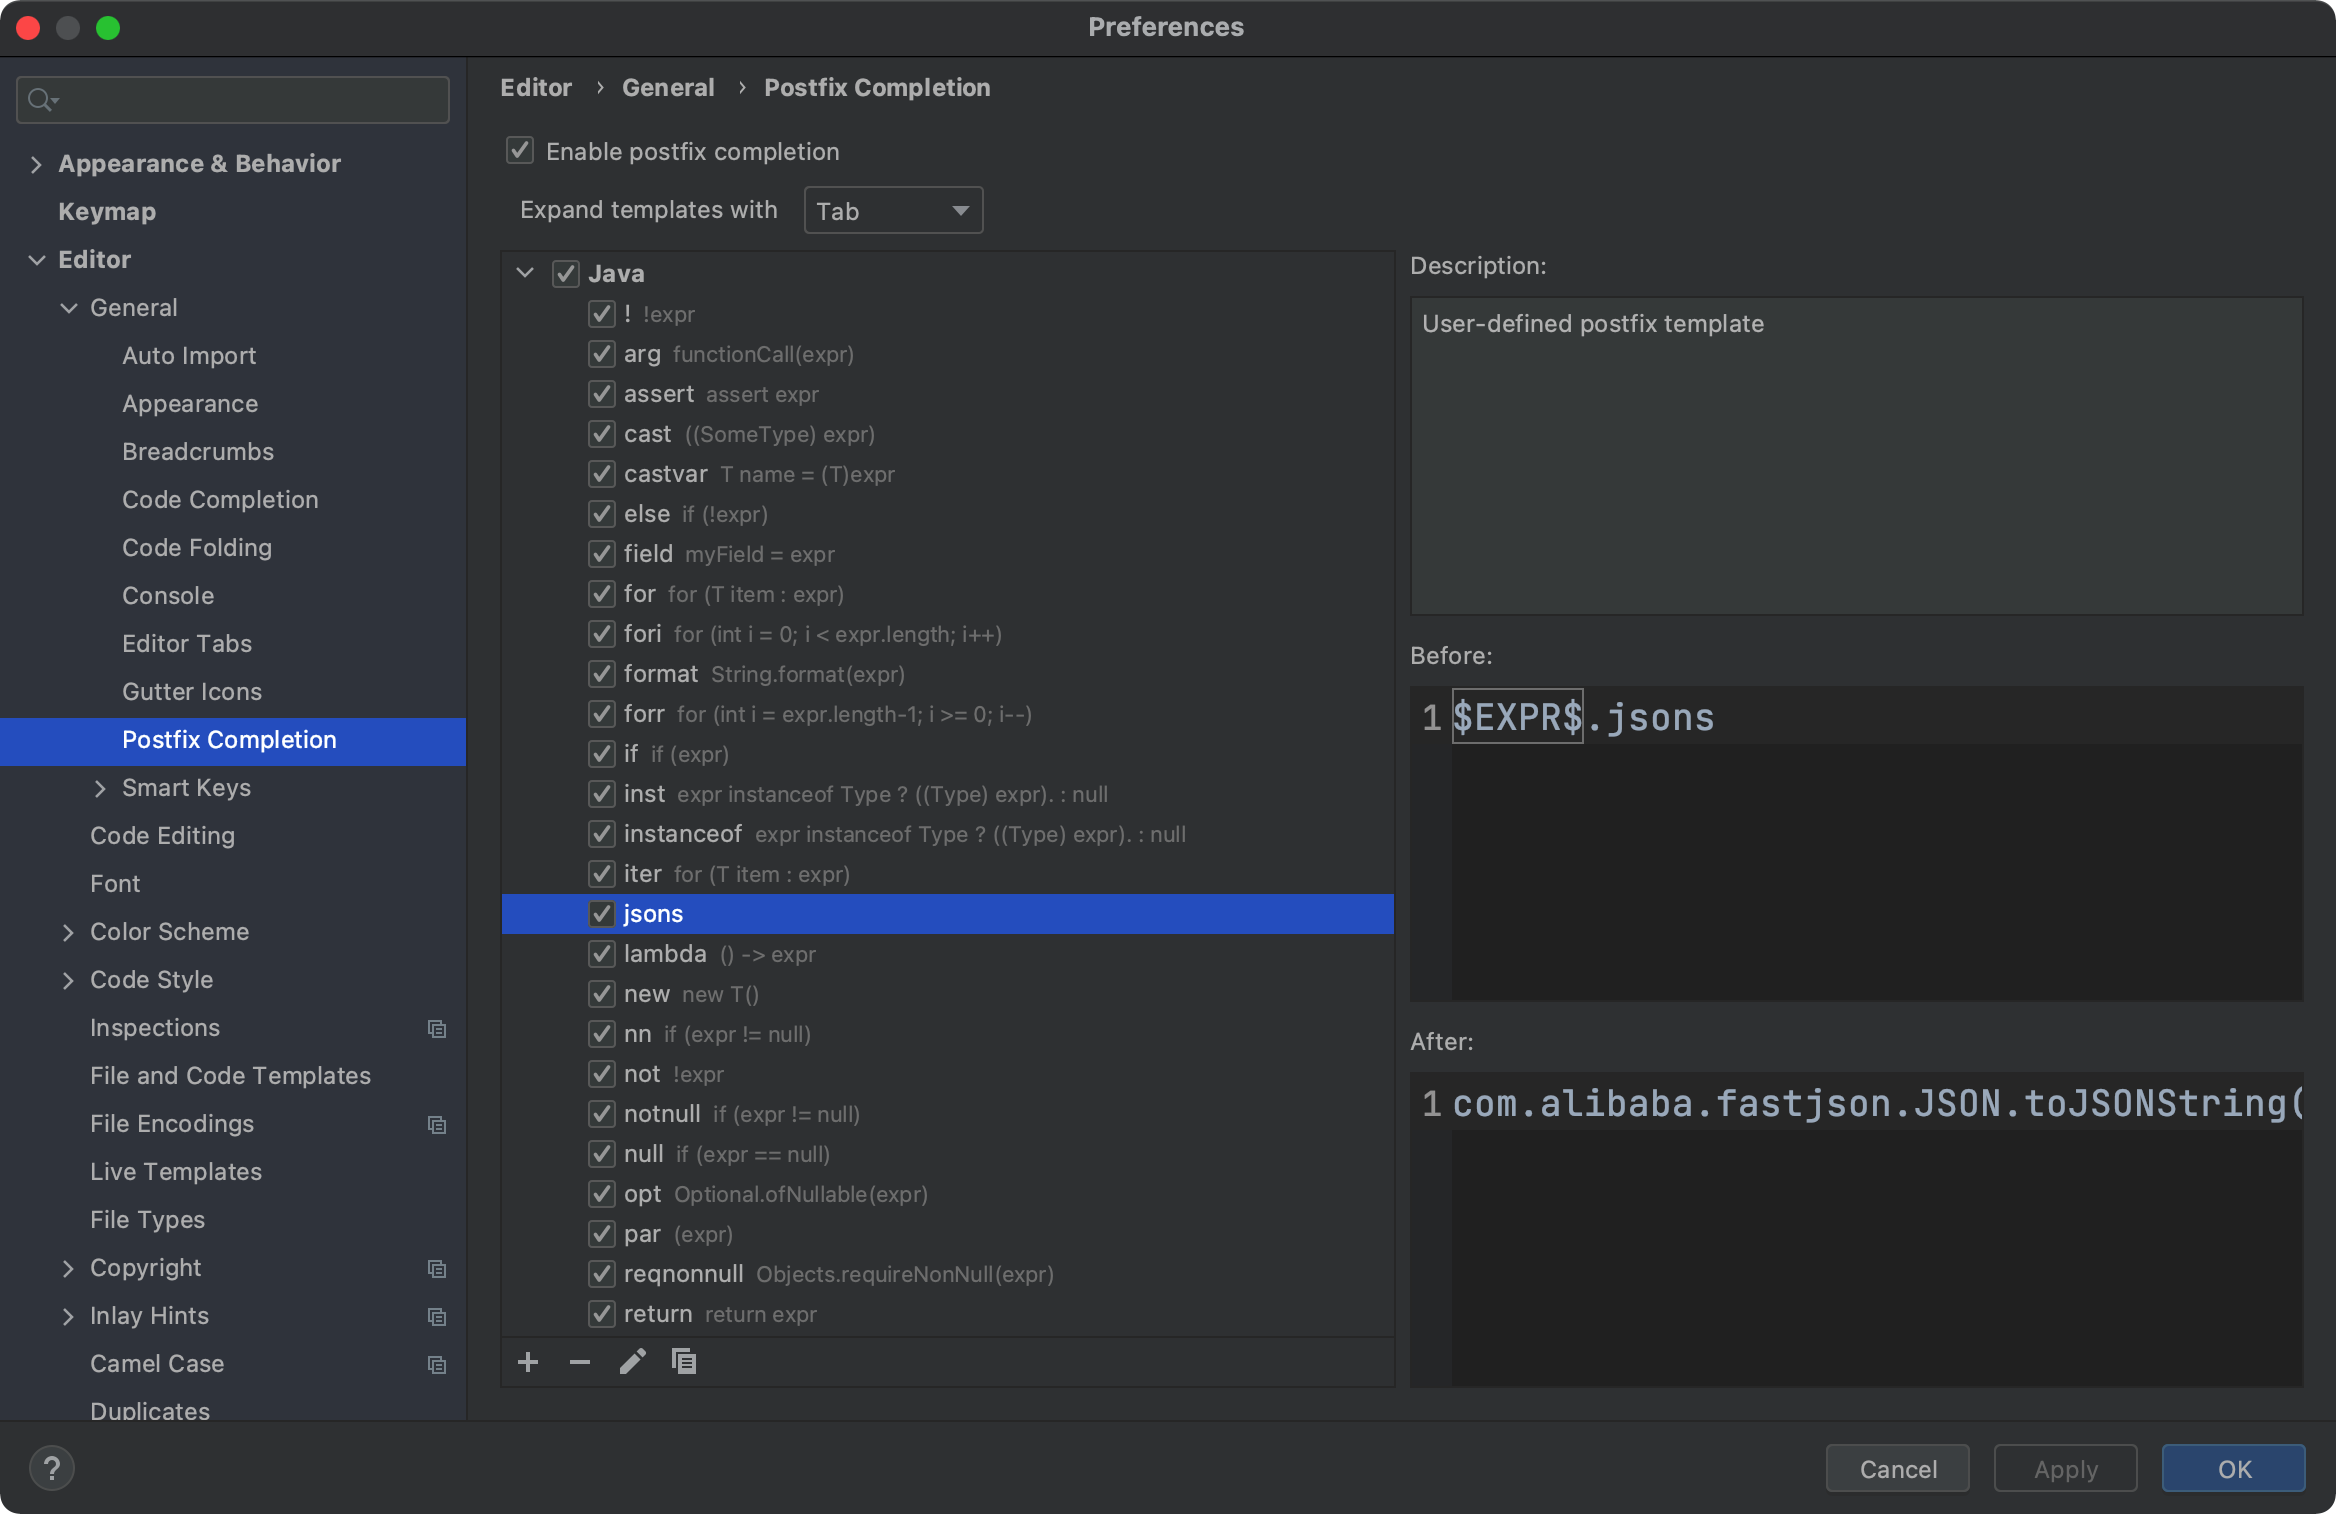 Preferences
Appearance & Behavior
Keymap
Editor
General
Auto Import
Appearance
Breadcrumbs
Code Completion
Code Folding
Console
Editor Tabs
Gutter Icons
Postfix Completion
Smart Keys
Code Editing
Font
Color Scheme
Code Style
Inspections
File and Code Templates
File Encodings
Live Templates
File Types
Copyright
Inlay Hints
Camel Case
Duplicates
Editor › General › Postfix Completion
Enable postfix completion
Expand templates with Tab
Java
! !expr
arg functionCall(expr)
assert assert expr
cast ((SomeType) expr)
castvar T name = (T)expr
else if (!expr)
field myField = expr
for for (T item : expr)
fori for (int i = 0; i < expr.length; i++)
format String.format(expr)
forr for (int i = expr.length-1; i >= 0; i--)
if if (expr)
inst expr instanceof Type ? ((Type) expr). : null
instanceof expr instanceof Type ? ((Type) expr). : null
iter for (T item : expr)
jsons
lambda () -> expr
new new T()
nn if (expr != null)
not !expr
notnull if (expr != null)
null if (expr == null)
opt Optional.ofNullable(expr)
par (expr)
reqnonnull Objects.requireNonNull(expr)
return return expr
Description:
User-defined postfix template
Before:
1 $EXPR$.jsons
After:
1 com.alibaba.fastjson.JSON.toJSONString(
?
Cancel
Apply
OK